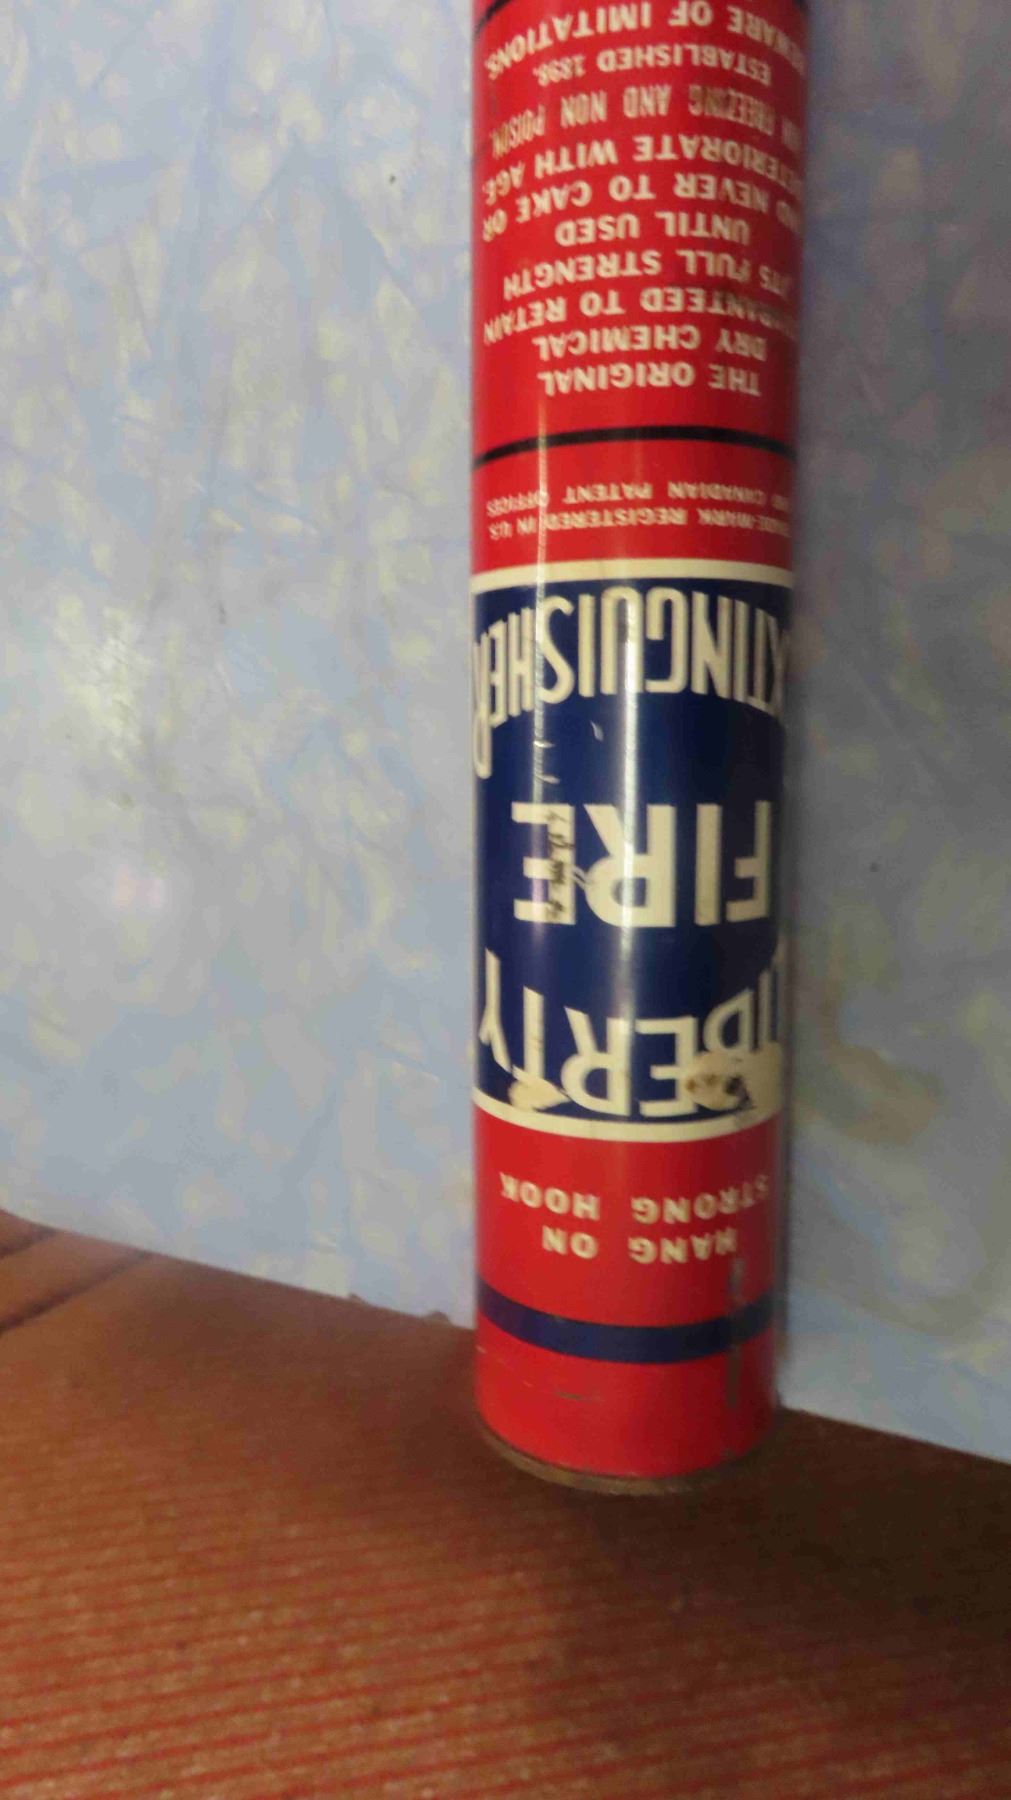 HANG ON
STRONG HOOK
LIBERTY
FIRE
EXTINGUISHER
TRADE-MARK REGISTERED IN U.S.
AND CANADIAN PATENT OFFICES
THE ORIGINAL
DRY CHEMICAL
GUARANTEED TO RETAIN
ITS FULL STRENGTH
UNTIL USED
AND NEVER TO CAKE OR
DETERIORATE WITH AGE.
NON FREEZING AND NON POISON.
ESTABLISHED 1898.
BEWARE OF IMITATIONS.